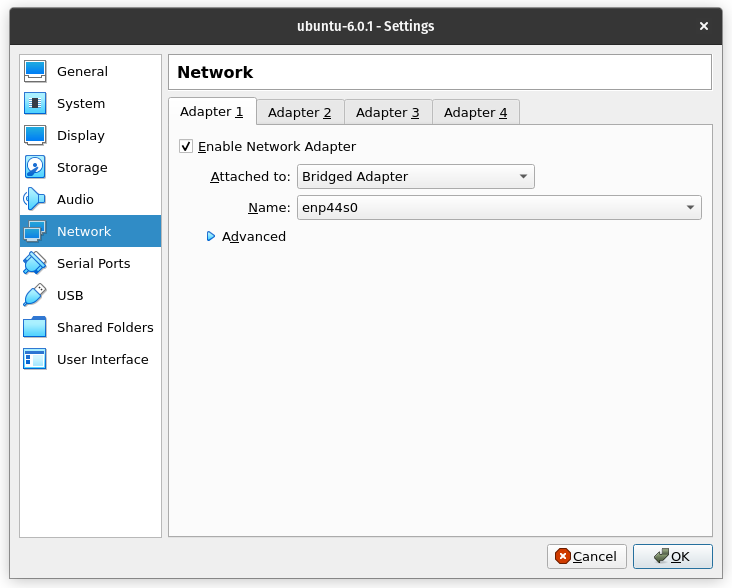 ubuntu-6.0.1 - Settings
General
System
Display
Storage
Audio
Network
Serial Ports
USB
Shared Folders
User Interface
Network
Adapter 1 Adapter 2 Adapter 3 Adapter 4
Enable Network Adapter
Attached to: Bridged Adapter
Name: enp44s0
Advanced
Cancel OK